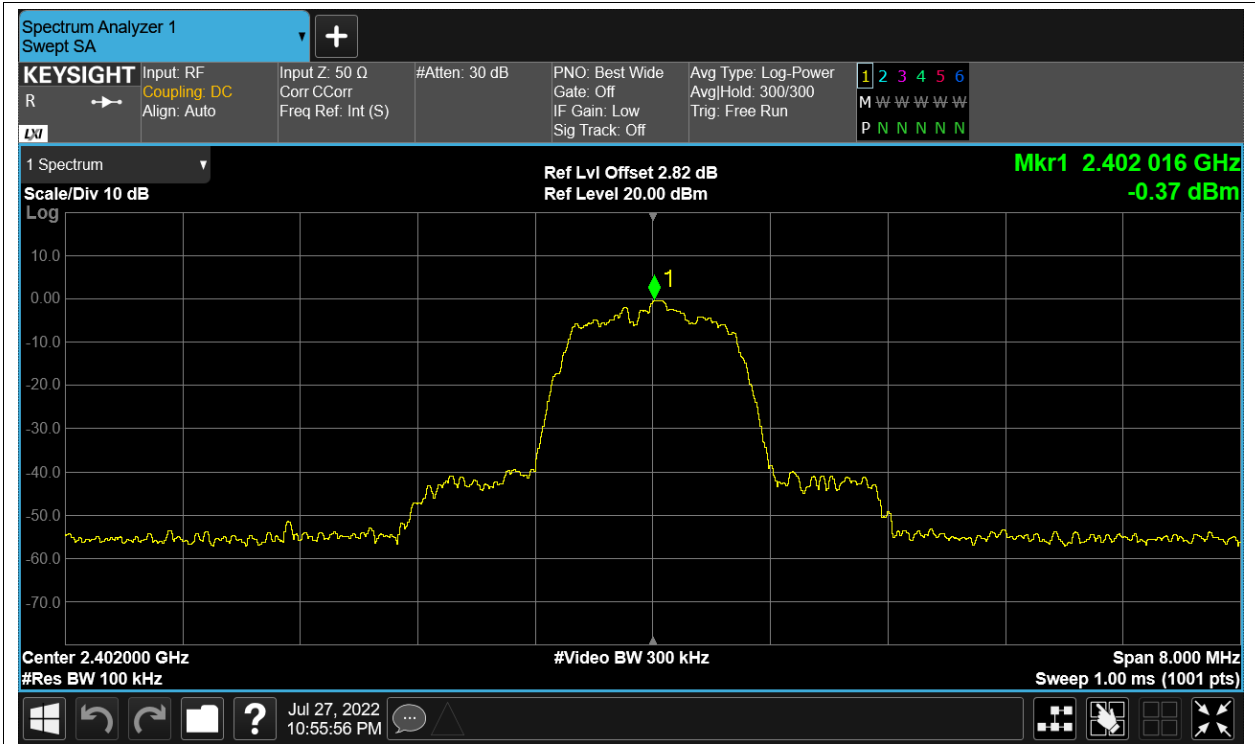 Spectrum Analyzer 1
Swept SA
KEYSIGHT
R
LXI
Input: RF
Coupling: DC
Align: Auto
Input Z: 50 Ω
Corr CCorr
Freq Ref: Int (S)
#Atten: 30 dB
PNO: Best Wide
Gate: Off
IF Gain: Low
Sig Track: Off
Avg Type: Log-Power
Avg|Hold: 300/300
Trig: Free Run
1 2 3 4 5 6
M W W W W W
P N N N N N
1 Spectrum
Scale/Div 10 dB
Log
Ref Lvl Offset 2.82 dB
Ref Level 20.00 dBm
Mkr1 2.402 016 GHz
-0.37 dBm
1
10.0
0.00
-10.0
-20.0
-30.0
-40.0
-50.0
-60.0
-70.0
Center 2.402000 GHz
#Res BW 100 kHz
#Video BW 300 kHz
Span 8.000 MHz
Sweep 1.00 ms (1001 pts)
?
Jul 27, 2022
10:55:56 PM